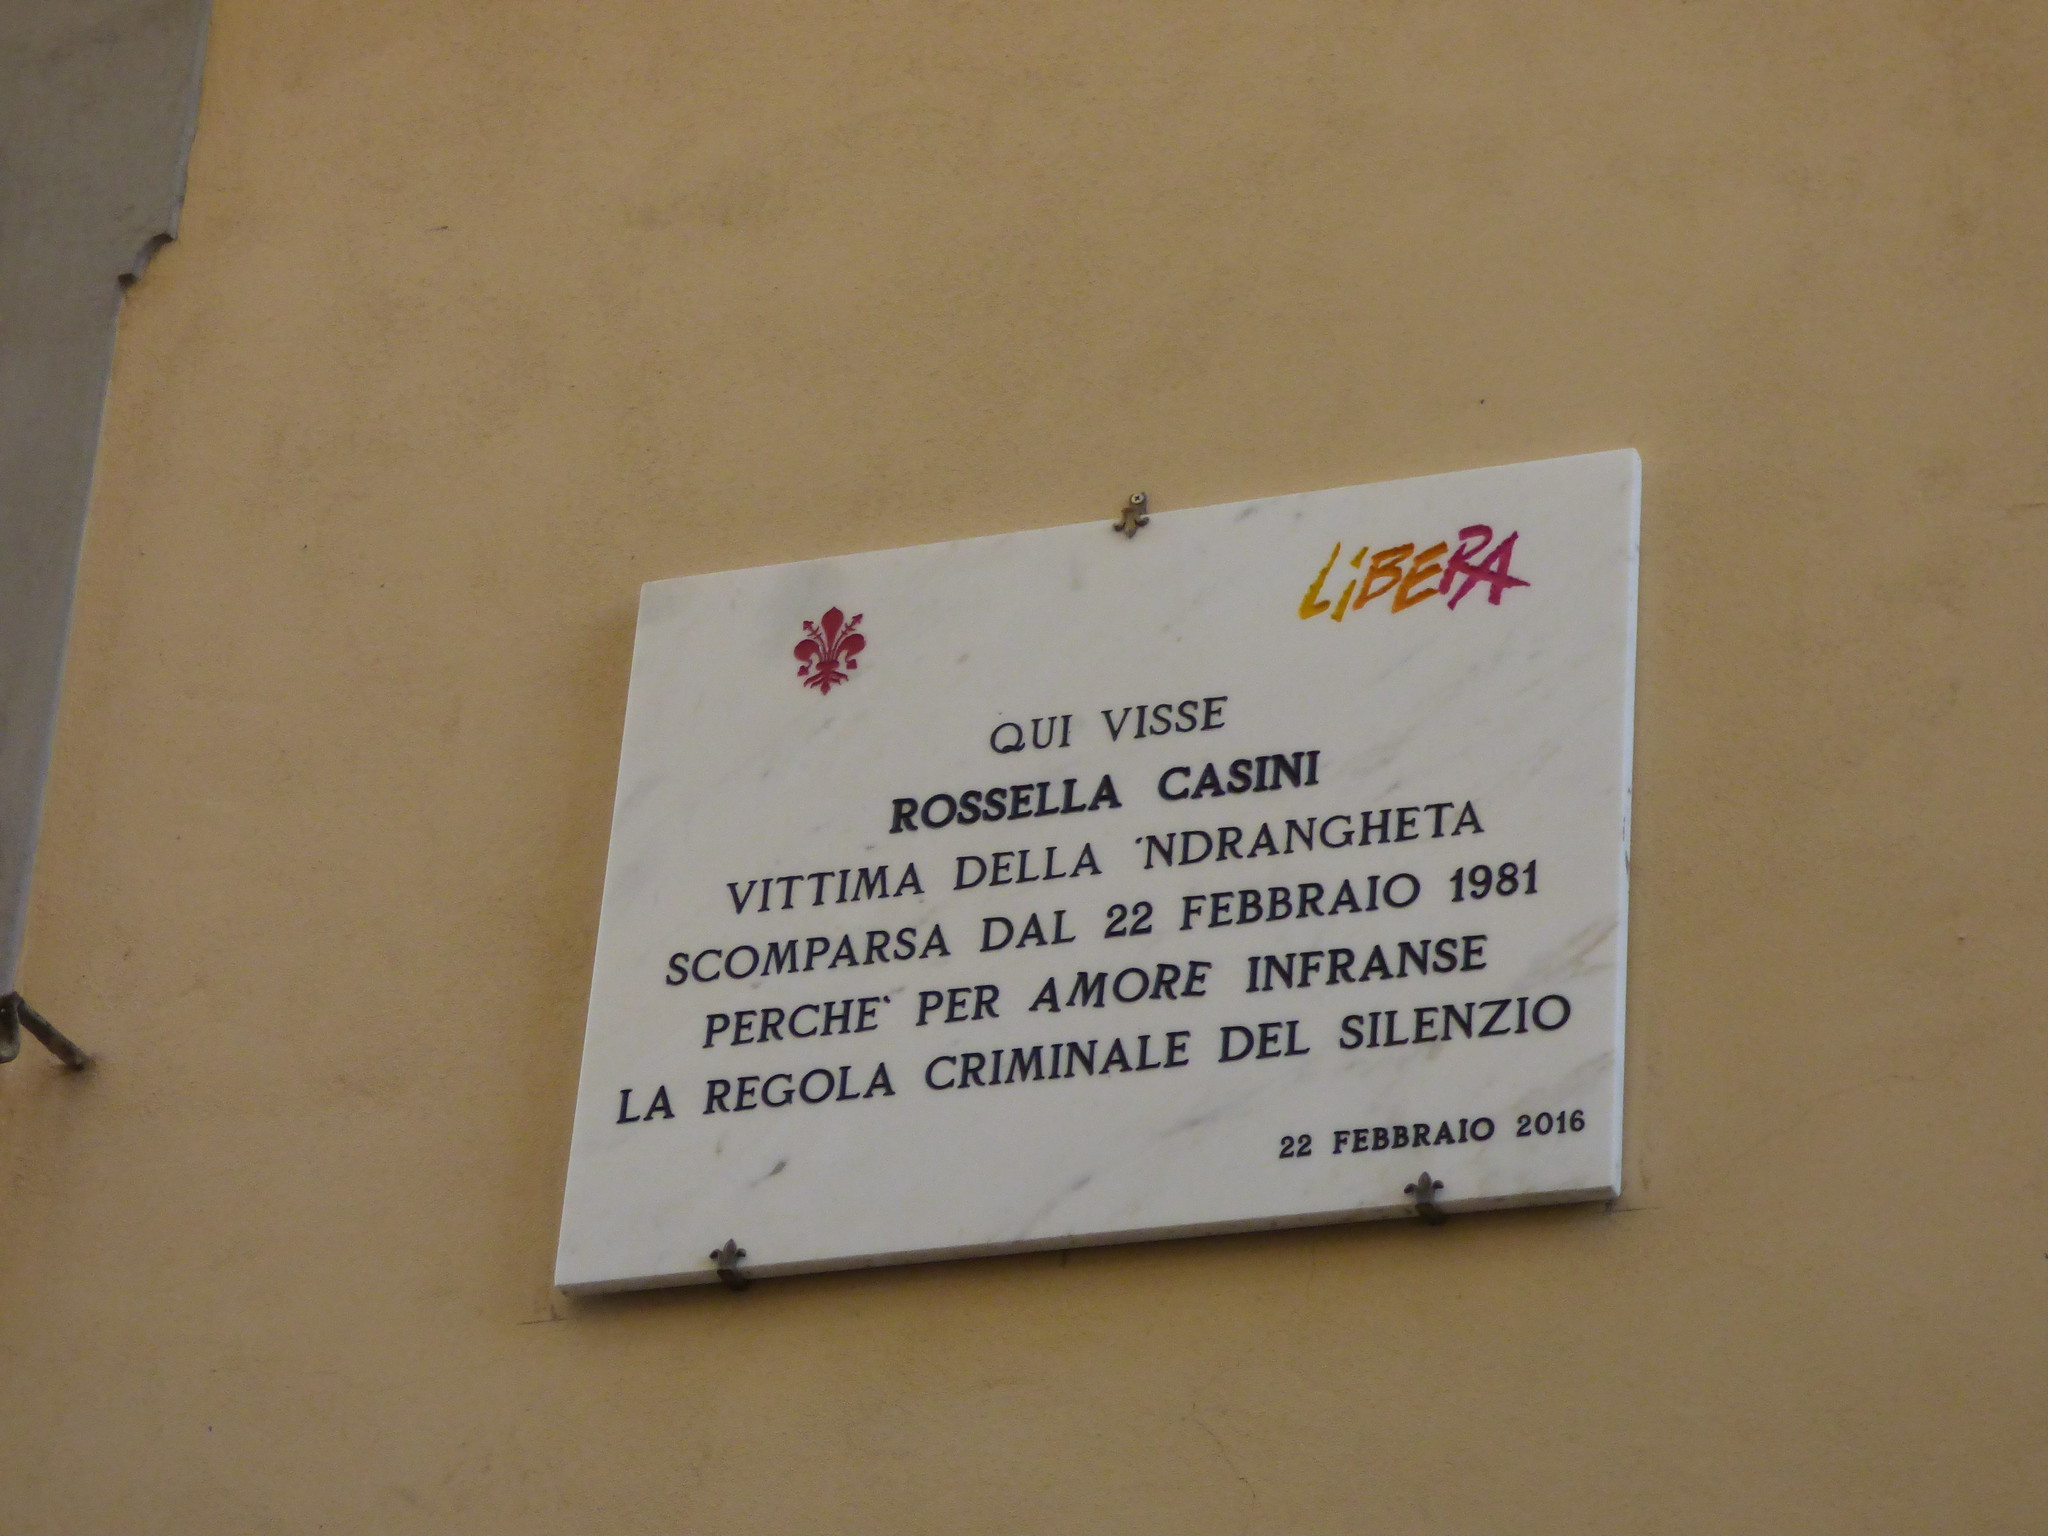 LiBERA
QUI VISSE
ROSSELLA CASINI
VITTIMA DELLA 'NDRANGHETA
SCOMPARSA DAL 22 FEBBRAIO 1981
PERCHE` PER AMORE INFRANSE
LA REGOLA CRIMINALE DEL SILENZIO
22 FEBBRAIO 2016